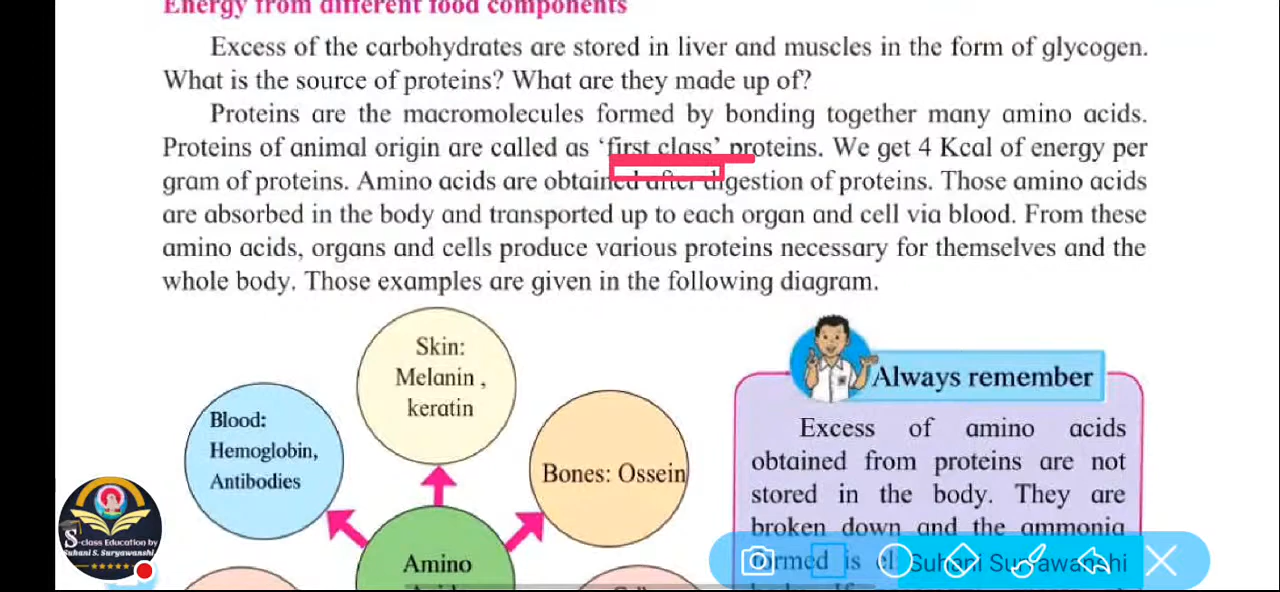 Energy from different food components
Excess of the carbohydrates are stored in liver and muscles in the form of glycogen.
What is the source of proteins? What are they made up of?
Proteins are the macromolecules formed by bonding together many amino acids.
Proteins of animal origin are called as ‘first class’ proteins. We get 4 Kcal of energy per
gram of proteins. Amino acids are obtained after digestion of proteins. Those amino acids
are absorbed in the body and transported up to each organ and cell via blood. From these
amino acids, organs and cells produce various proteins necessary for themselves and the
whole body. Those examples are given in the following diagram.
Skin:
Melanin ,
keratin
Blood:
Hemoglobin,
Antibodies
Bones: Ossein
Amino
Always remember
Excess of amino acids
obtained from proteins are not
stored in the body. They are
broken down and the ammonia
formed is
Suhani Suryawanshi
S-class Education by
Suhani S. Suryawanshi